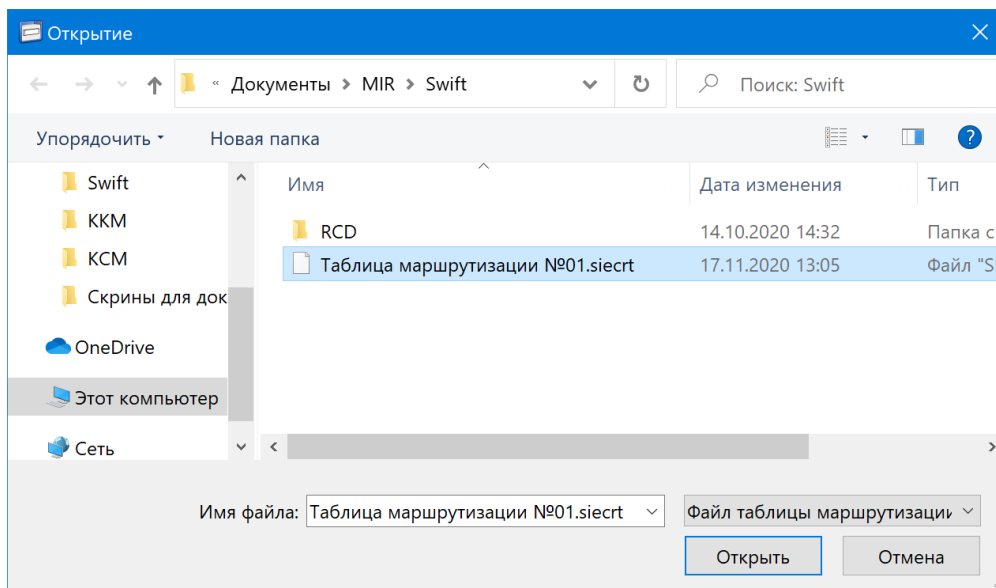 Открытие
« Документы › MIR › Swift
Поиск: Swift
Упорядочить
Новая папка
Имя
Дата изменения
Тип
Swift
ККМ
КСМ
Скрины для док
OneDrive
Этот компьютер
Сеть
RCD
14.10.2020 14:32
Папка с
Таблица маршрутизации №01.siecrt
17.11.2020 13:05
Файл "S
Имя файла:
Таблица маршрутизации №01.siecrt
Файл таблицы маршрутизации
Открыть
Отмена